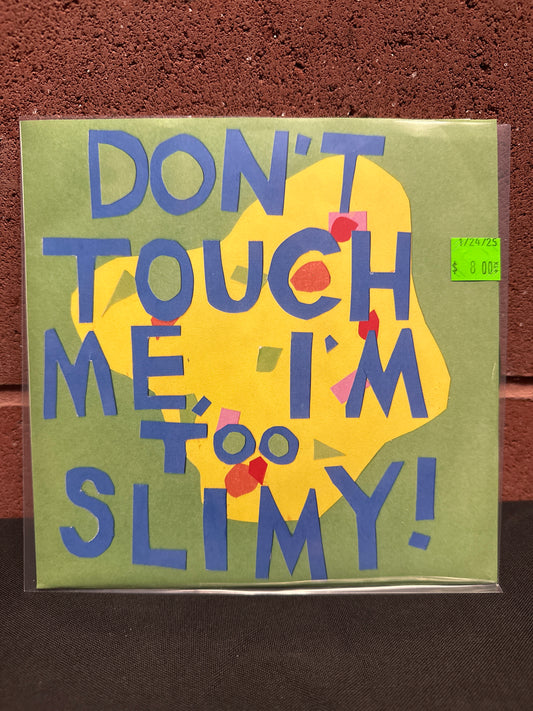 DON'T
TOUCH
ME, I'M
TOO
SLIMY!
1/24/25
$ 8.00